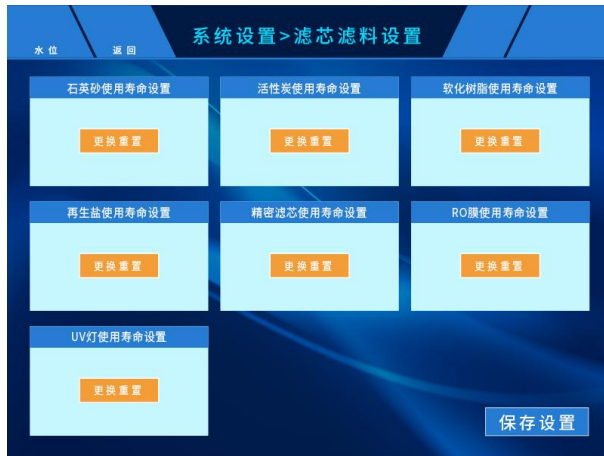 系统设置>滤芯滤料设置
水位 返回
石英砂使用寿命设置 活性炭使用寿命设置 软化树脂使用寿命设置
更换重置 更换重置 更换重置
再生盐使用寿命设置 精密滤芯使用寿命设置 RO膜使用寿命设置
更换重置 更换重置 更换重置
UV灯使用寿命设置
更换重置
保存设置